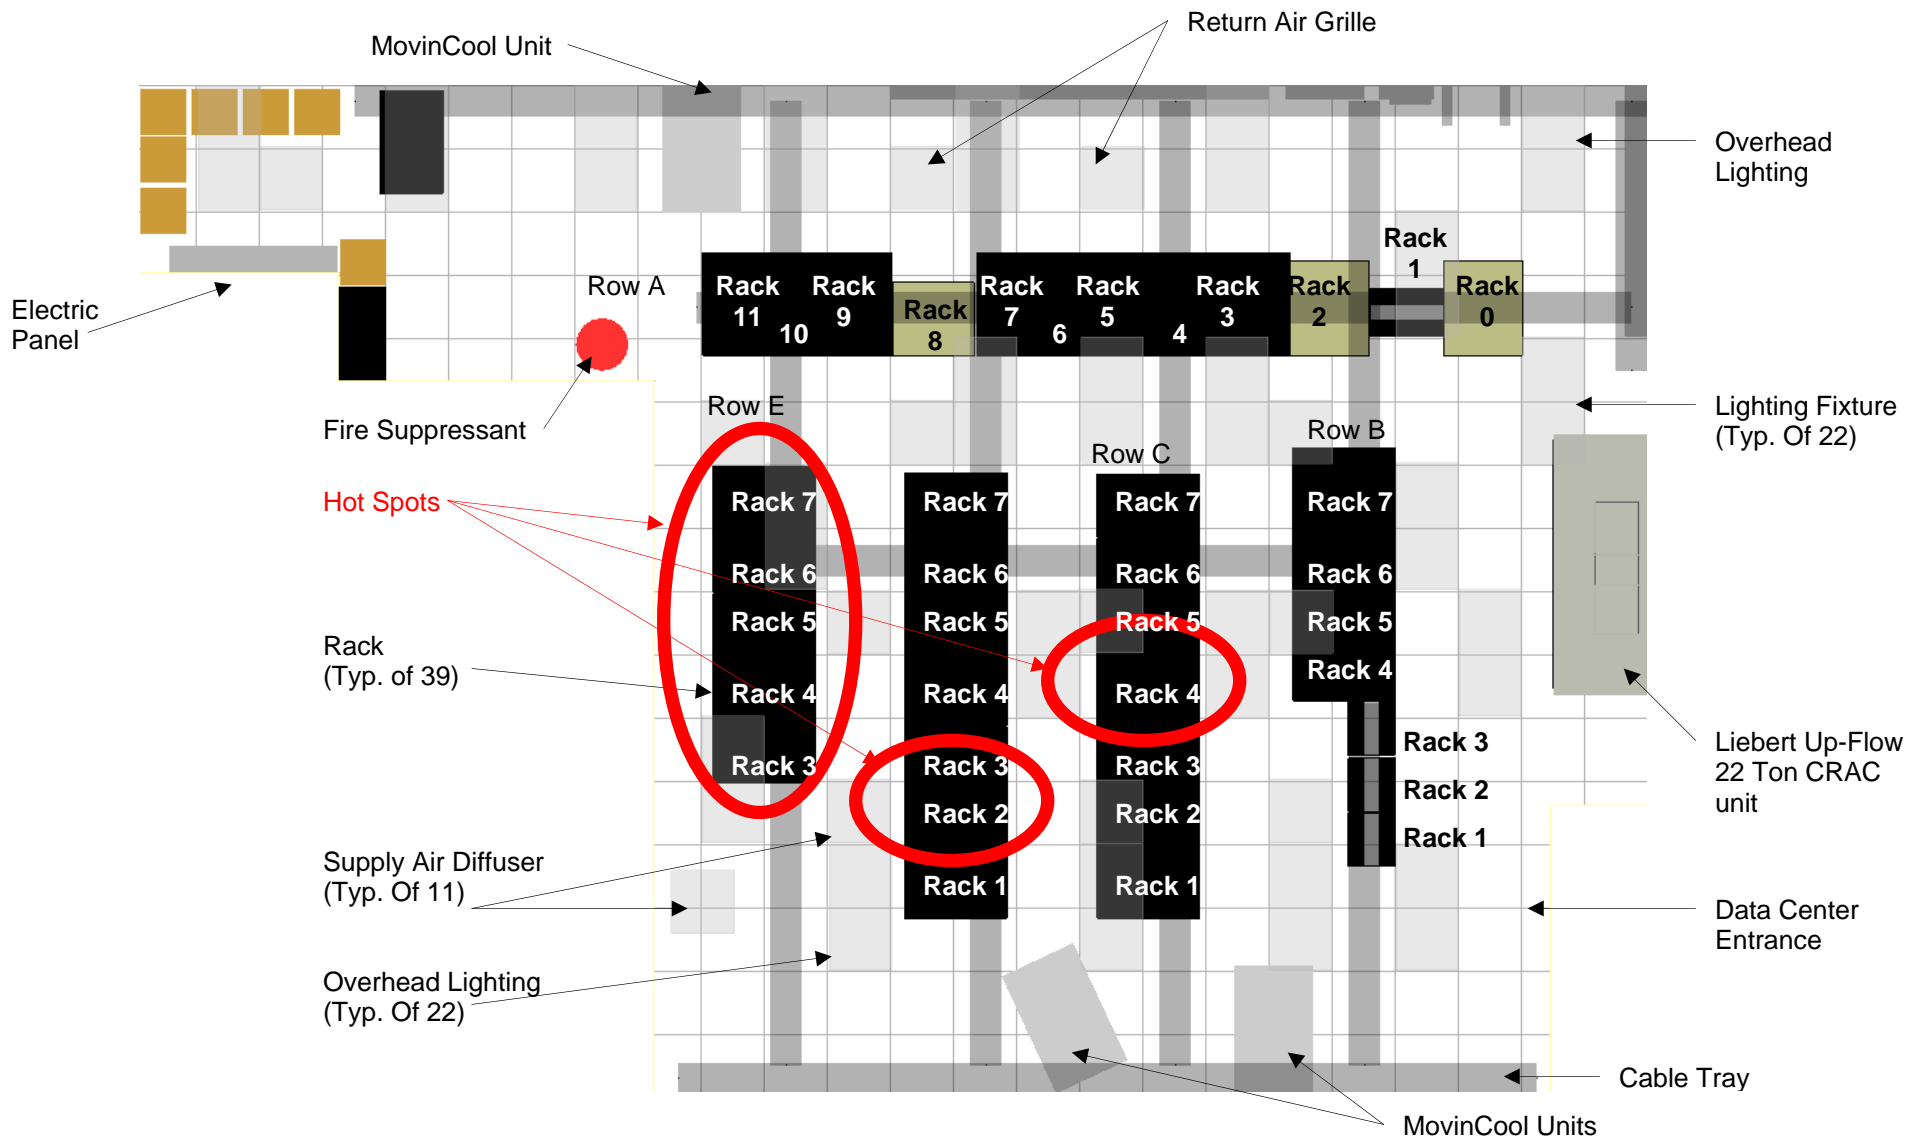 Return Air Grille
MovinCool Unit
Overhead
Lighting
Rack
1
Row A
Rack
11
10
Rack
9
Rack
8
Rack
7
6
Rack
5
4
Rack
3
Rack
2
Rack
0
Electric
Panel
Fire Suppressant
Lighting Fixture
(Typ. Of 22)
Row E
Row C
Row B
Hot Spots
Rack 7
Rack 7
Rack 7
Rack 7
Rack 6
Rack 6
Rack 6
Rack 6
Rack 5
Rack 5
Rack 5
Rack 5
Rack 4
Rack 4
Rack 4
Rack 4
Rack
(Typ. of 39)
Rack 3
Rack 3
Rack 3
Rack 3
Rack 2
Rack 2
Rack 2
Rack 1
Rack 1
Rack 1
Liebert Up-Flow
22 Ton CRAC
unit
Supply Air Diffuser
(Typ. Of 11)
Data Center
Entrance
Overhead Lighting
(Typ. Of 22)
Cable Tray
MovinCool Units